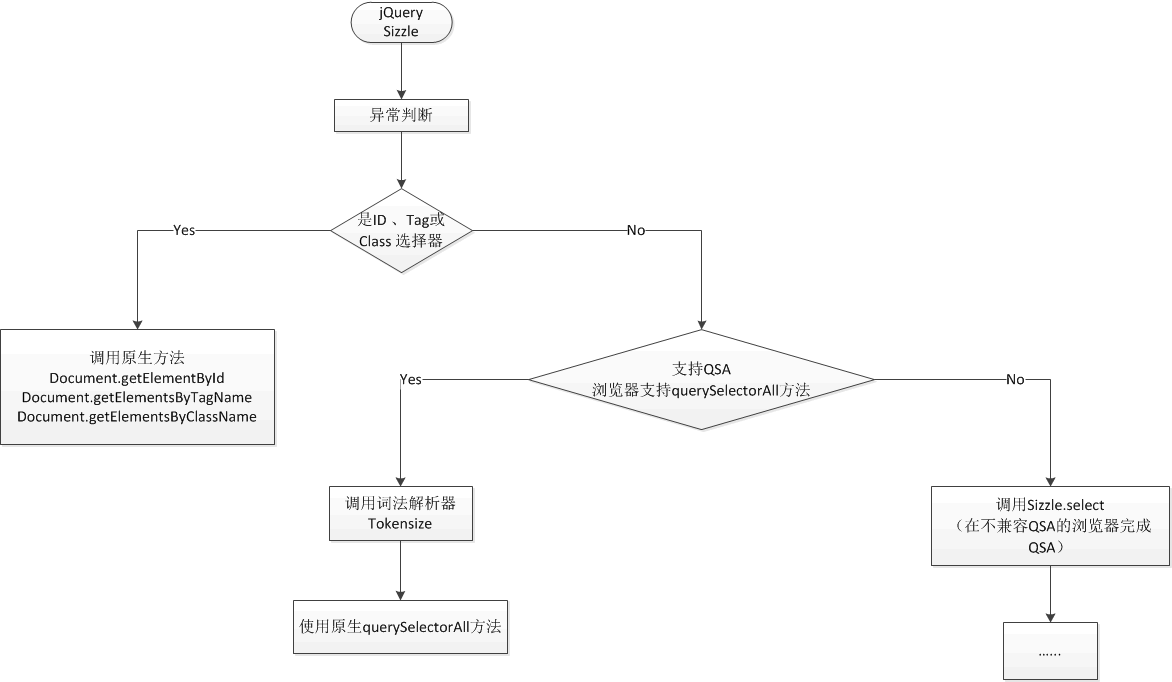 jQuery
Sizzle
异常判断
是ID 、Tag或
Class 选择器
Yes
No
调用原生方法
Document.getElementById
Document.getElementsByTagName
Document.getElementsByClassName
支持QSA
浏览器支持querySelectorAll方法
Yes
No
调用词法解析器
Tokensize
调用Sizzle.select
（在不兼容QSA的浏览器完成
QSA）
使用原生querySelectorAll方法
......